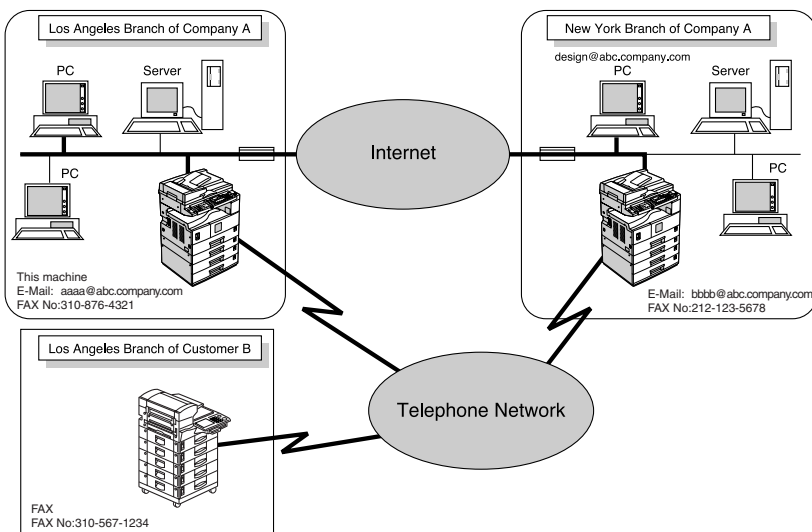 Los Angeles Branch of Company A
PC
Server
PC
This machine
E-Mail: aaaa@abc.company.com
FAX No:310-876-4321
Internet
New York Branch of Company A
design@abc.company.com
PC
Server
PC
E-Mail: bbbb@abc.company.com
FAX No:212-123-5678
Los Angeles Branch of Customer B
FAX
FAX No:310-567-1234
Telephone Network